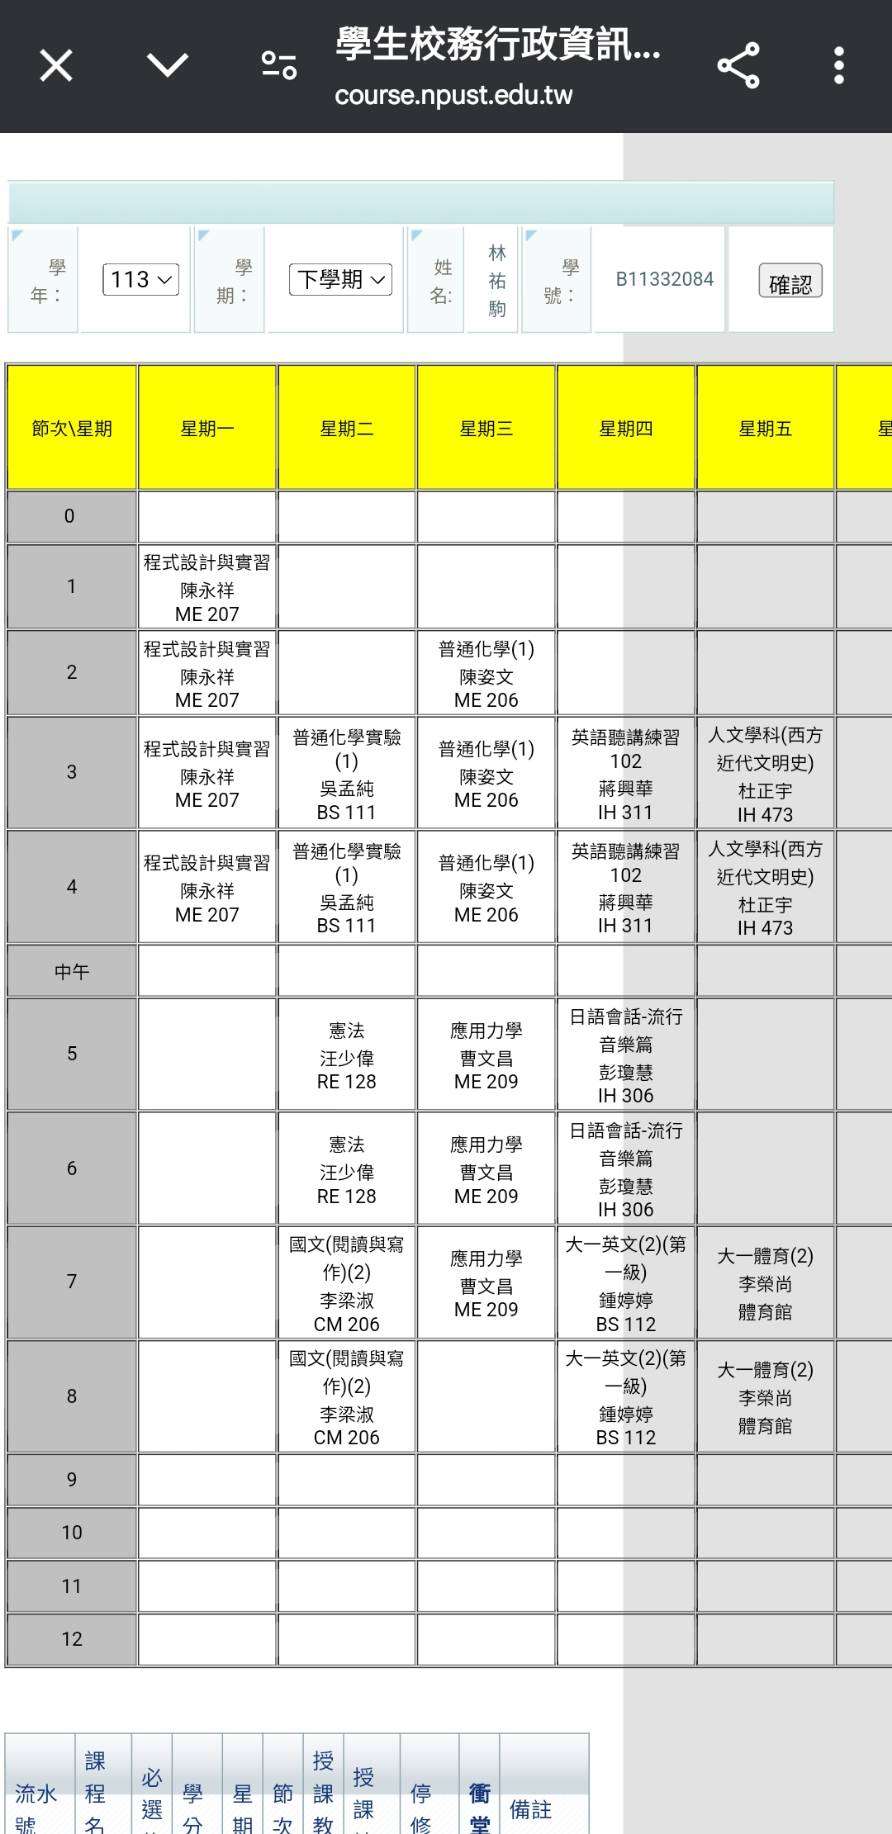 學生校務行政資訊...
course.npust.edu.tw
學年：
113
學期：
下學期
姓名:
林祐駒
學號：
B11332084
確認
節次\星期 星期一 星期二 星期三 星期四 星期五 星
0
1
程式設計與實習
陳永祥
ME 207
2
程式設計與實習
陳永祥
ME 207
普通化學(1)
陳姿文
ME 206
3
程式設計與實習
陳永祥
ME 207
普通化學實驗
(1)
吳孟純
BS 111
普通化學(1)
陳姿文
ME 206
英語聽講練習
102
蔣興華
IH 311
人文學科(西方
近代文明史)
杜正宇
IH 473
4
程式設計與實習
陳永祥
ME 207
普通化學實驗
(1)
吳孟純
BS 111
普通化學(1)
陳姿文
ME 206
英語聽講練習
102
蔣興華
IH 311
人文學科(西方
近代文明史)
杜正宇
IH 473
中午
5
憲法
汪少偉
RE 128
應用力學
曹文昌
ME 209
日語會話-流行
音樂篇
彭瓊慧
IH 306
6
憲法
汪少偉
RE 128
應用力學
曹文昌
ME 209
日語會話-流行
音樂篇
彭瓊慧
IH 306
7
國文(閱讀與寫
作)(2)
李梁淑
CM 206
應用力學
曹文昌
ME 209
大一英文(2)(第
一級)
鍾婷婷
BS 112
大一體育(2)
李榮尚
體育館
8
國文(閱讀與寫
作)(2)
李梁淑
CM 206
大一英文(2)(第
一級)
鍾婷婷
BS 112
大一體育(2)
李榮尚
體育館
9
10
11
12
流水號
課程名
必選
學分
星期
節次
授課教
授課
停修
衝堂
備註